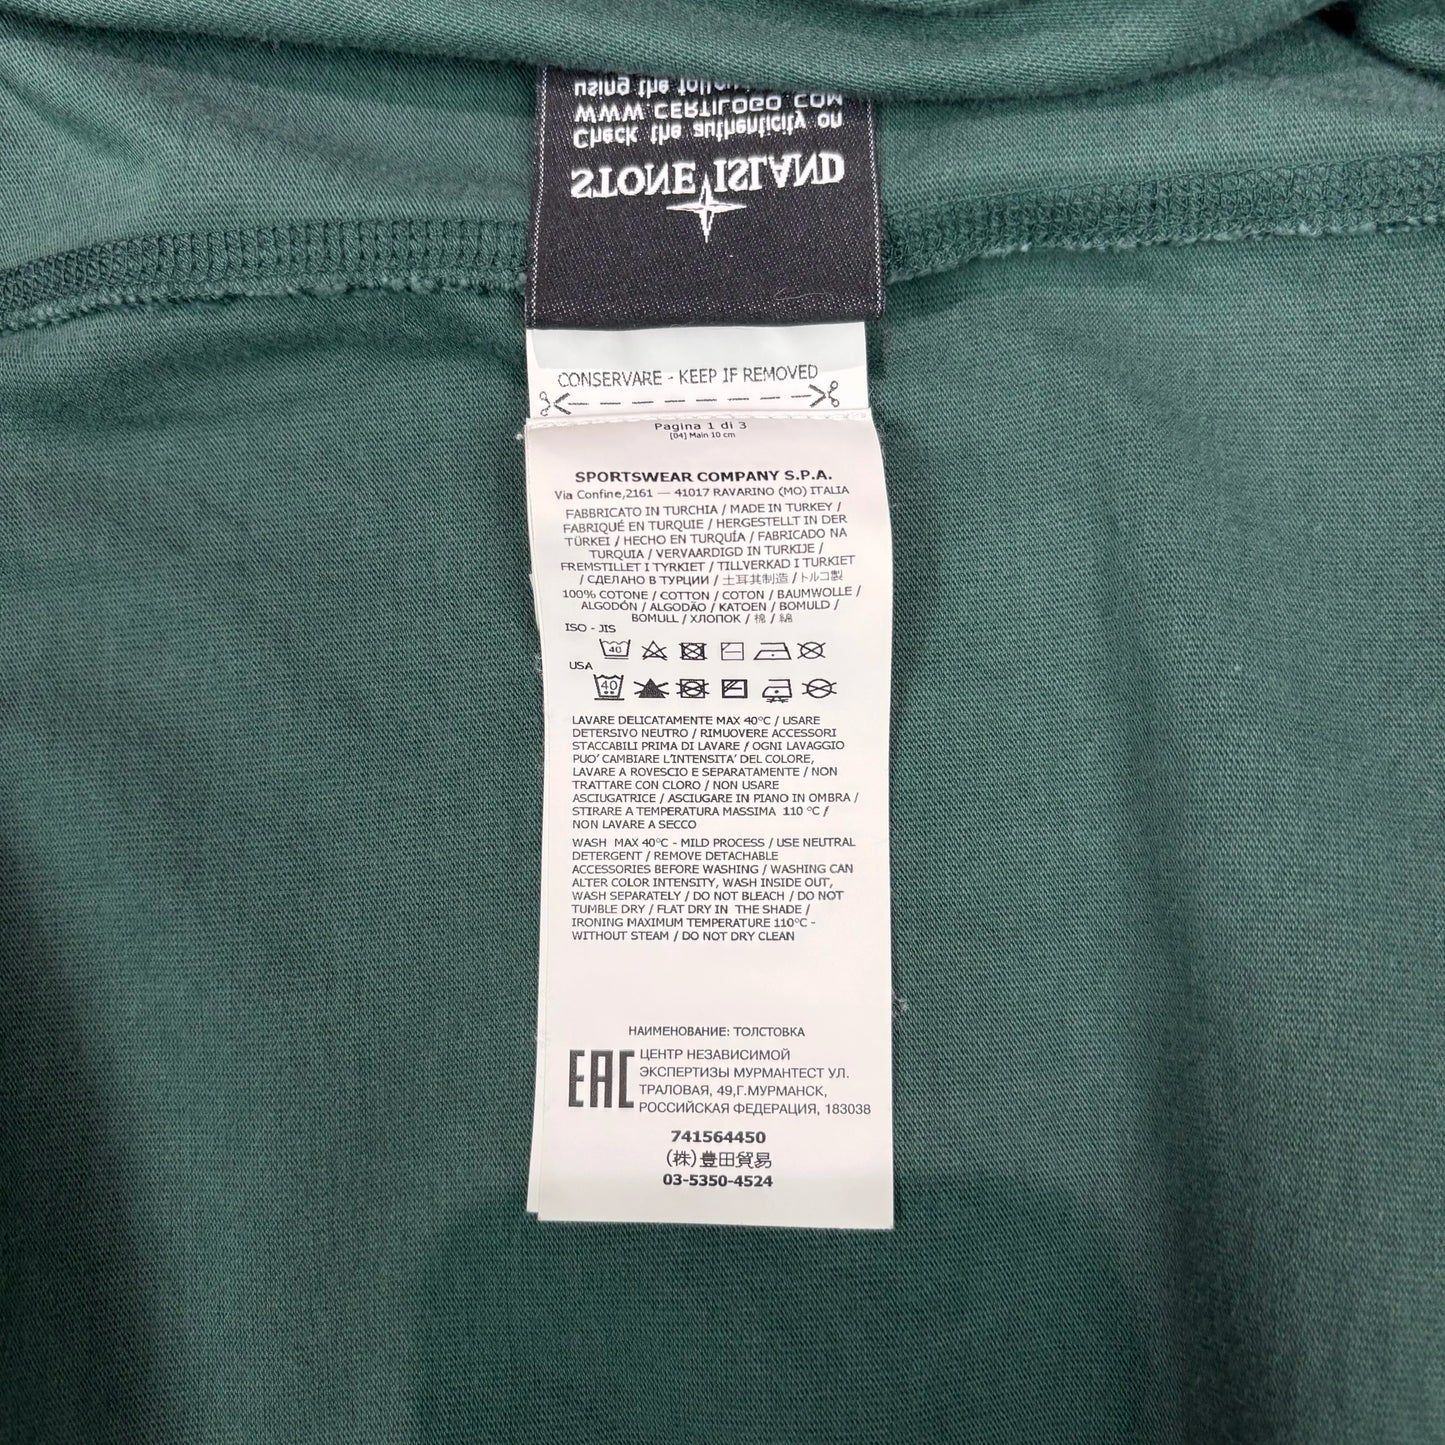 STONE ISLAND
Check the authenticity on
WWW CERTILOGO COM
using the
CONSERVARE - KEEP IF REMOVED
Pagina 1 di 3
[04] Main 10 cm
SPORTSWEAR COMPANY S.P.A.
Via Confine,2161 — 41017 RAVARINO (MO) ITALIA
FABBRICATO IN TURCHIA / MADE IN TURKEY /
FABRIQUÉ EN TURQUIE / HERGESTELLT IN DER
TÜRKEI / HECHO EN TURQUÍA / FABRICADO NA
TURQUIA / VERVAARDIGD IN TURKIJE /
FREMSTILLET I TYRKIET / TILLVERKAD I TURKIET
/ СДЕЛАНО В ТУРЦИИ / 土耳其制造 / トルコ製
100% COTONE / COTTON / COTON / BAUMWOLLE /
ALGODÓN / ALGODÃO / KATOEN / BOMULD /
BOMULL / ХЛОПОК / 棉 / 綿
ISO - JIS
40
USA
40
LAVARE DELICATAMENTE MAX 40°C / USARE
DETERSIVO NEUTRO / RIMUOVERE ACCESSORI
STACCABILI PRIMA DI LAVARE / OGNI LAVAGGIO
PUO' CAMBIARE L'INTENSITA' DEL COLORE,
LAVARE A ROVESCIO E SEPARATAMENTE / NON
TRATTARE CON CLORO / NON USARE
ASCIUGATRICE / ASCIUGARE IN PIANO IN OMBRA /
STIRARE A TEMPERATURA MASSIMA 110 °C /
NON LAVARE A SECCO
WASH MAX 40°C - MILD PROCESS / USE NEUTRAL
DETERGENT / REMOVE DETACHABLE
ACCESSORIES BEFORE WASHING / WASHING CAN
ALTER COLOR INTENSITY, WASH INSIDE OUT,
WASH SEPARATELY / DO NOT BLEACH / DO NOT
TUMBLE DRY / FLAT DRY IN THE SHADE /
IRONING MAXIMUM TEMPERATURE 110°C -
WITHOUT STEAM / DO NOT DRY CLEAN
НАИМЕНОВАНИЕ: ТОЛСТОВКА
EAC
ЦЕНТР НЕЗАВИСИМОЙ
ЭКСПЕРТИЗЫ МУРМАНТЕСТ УЛ.
ТРАЛОВАЯ, 49,Г.МУРМАНСК,
РОССИЙСКАЯ ФЕДЕРАЦИЯ, 183038
741564450
(株)豊田貿易
03-5350-4524